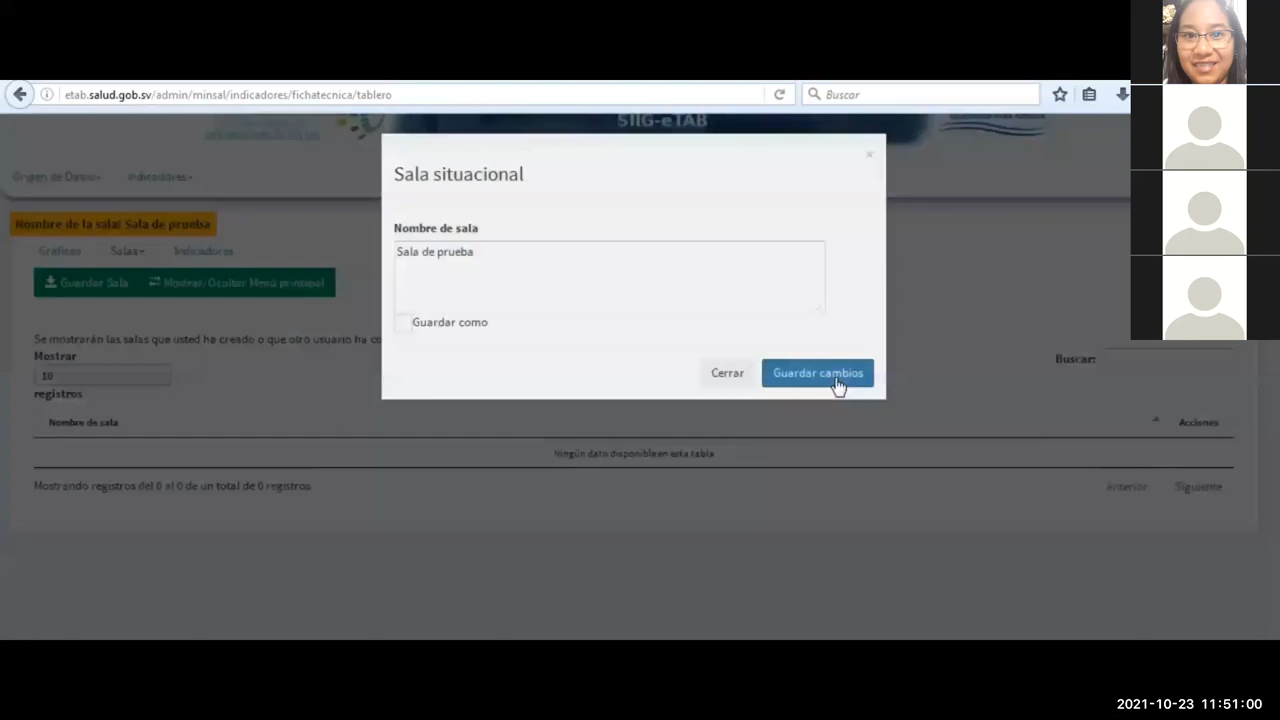 etab.salud.gob.sv/admin/minsal/indicadores/fichatecnica/tablero
Buscar
SIIG-eTAB
Origen de Datos
Indicadores
Sala situacional
Nombre de la sala: Sala de prueba
Nombre de sala
Sala de prueba
Gráficos Salas Indicadores
Guardar Sala Mostrar/Ocultar Menú principal
Guardar como
Se mostrarán las salas que usted ha creado o que otro usuario ha co
Mostrar
Buscar:
10
Cerrar Guardar cambios
registros
Nombre de sala Acciones
Ningún dato disponible en esta tabla
Mostrando registros del 0 al 0 de un total de 0 registros
Anterior Siguiente
2021-10-23 11:51:00